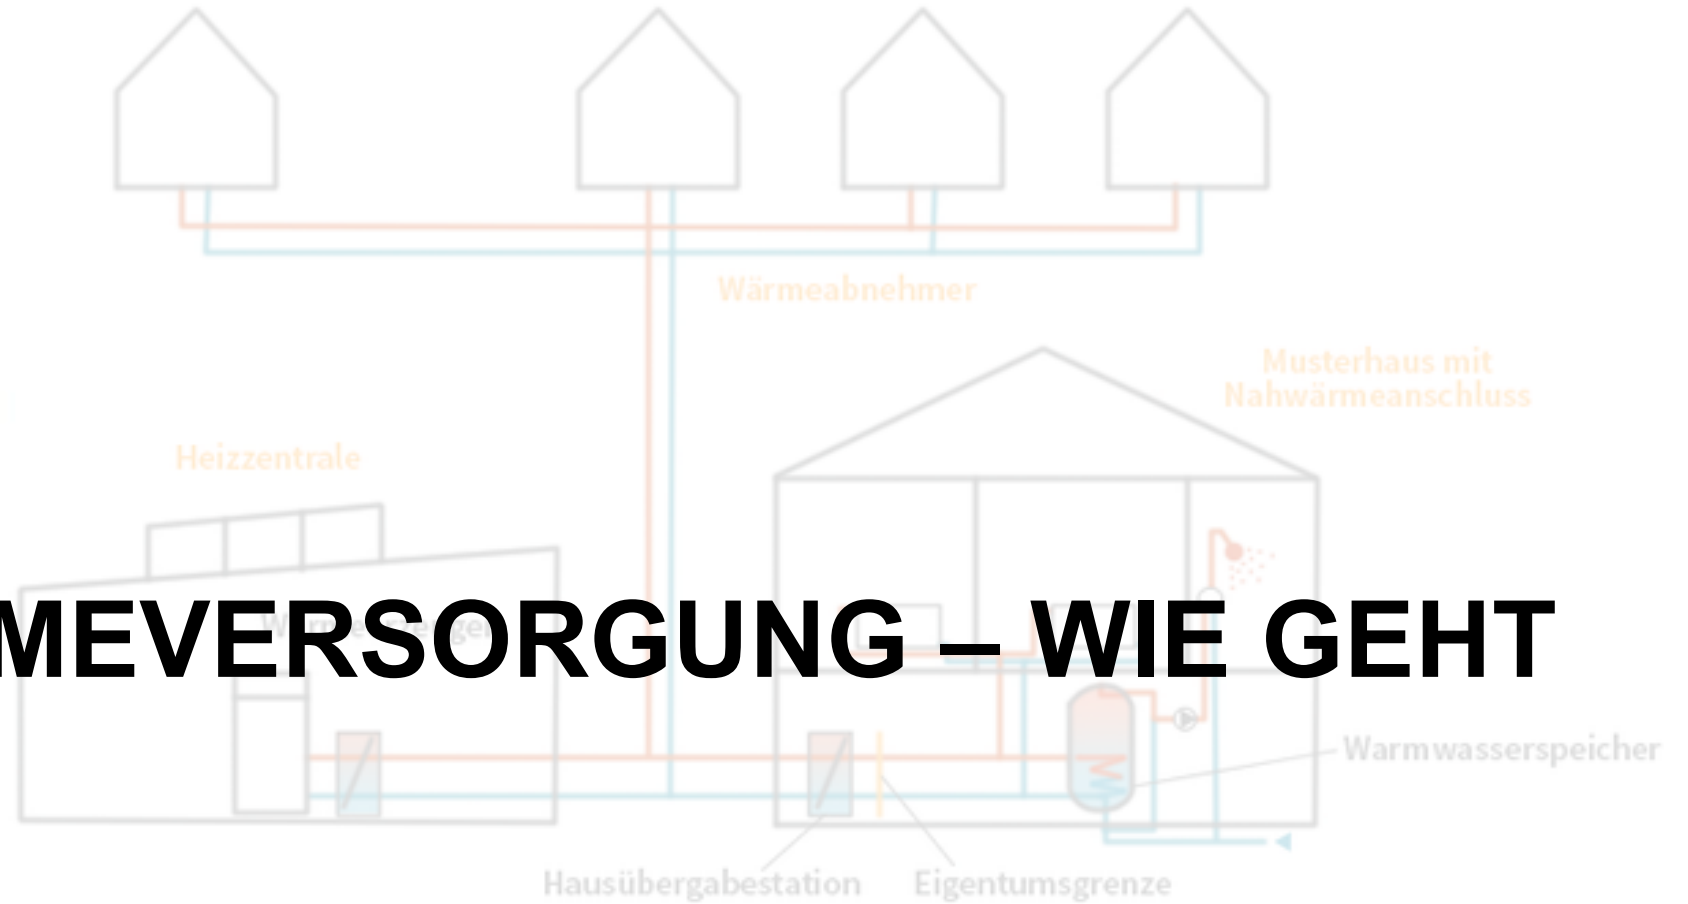 Wärmeabnehmer
Musterhaus mit
Nahwärmeanschluss
Heizzentrale
MEVERSORGUNG – WIE GEHT
Warmwasserspeicher
Hausübergabestation
Eigentumsgrenze